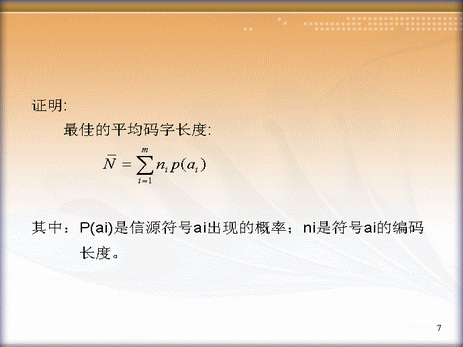 证明:
最佳的平均码字长度:
N̅ = ∑_{i=1}^{m} n_i p(a_i)
其中：P(ai)是信源符号ai出现的概率；ni是符号ai的编码
长度。
7